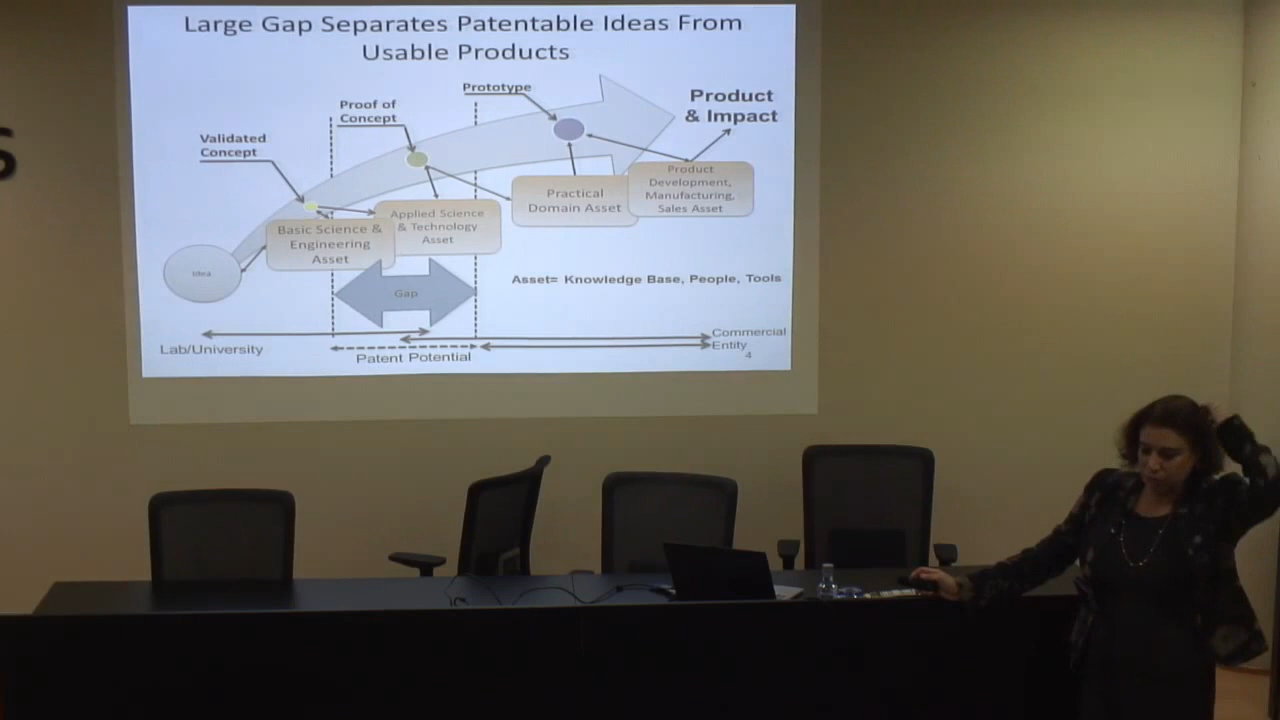 Large Gap Separates Patentable Ideas From
Usable Products
Prototype
Product
& Impact
Proof of
Concept
Validated
Concept
Product
Development,
Manufacturing,
Sales Asset
Practical
Domain Asset
Applied Science
& Technology
Asset
Basic Science &
Engineering
Asset
Idea
Gap
Asset= Knowledge Base, People, Tools
Lab/University
Patent Potential
Commercial
Entity
4
S